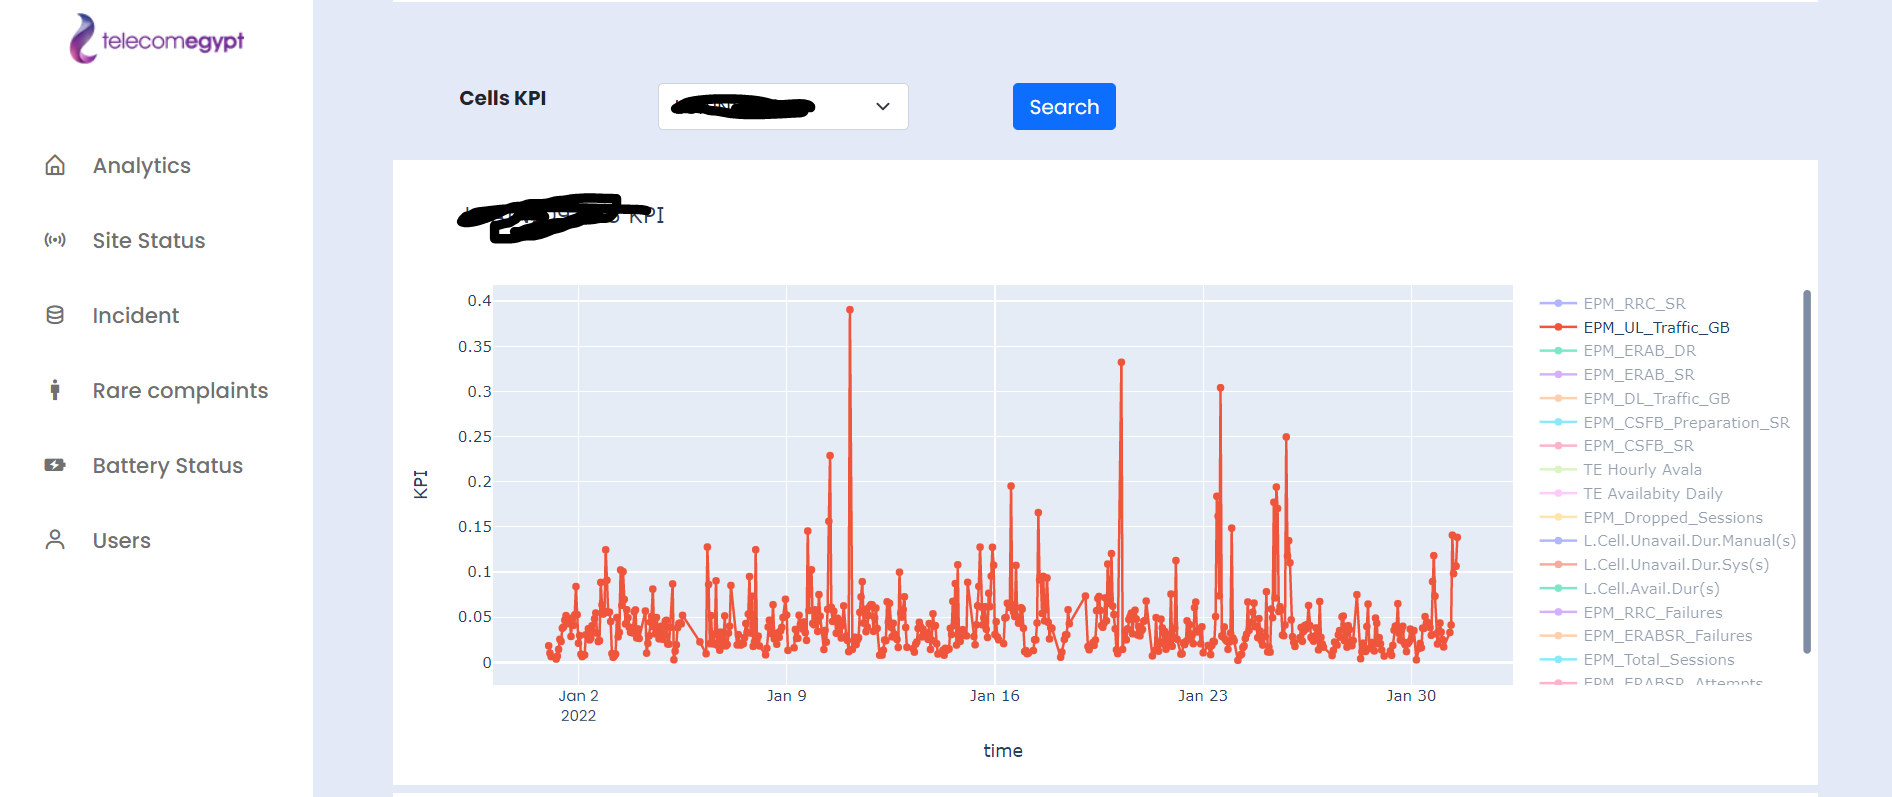 telecomegypt
Analytics
Site Status
Incident
Rare complaints
Battery Status
Users
Cells KPI
Search
KPI
0.4
0.35
0.3
0.25
0.2
0.15
0.1
0.05
0
KPI
Jan 2
2022
Jan 9
Jan 16
Jan 23
Jan 30
time
EPM_RRC_SR
EPM_UL_Traffic_GB
EPM_ERAB_DR
EPM_ERAB_SR
EPM_DL_Traffic_GB
EPM_CSFB_Preparation_SR
EPM_CSFB_SR
TE Hourly Avala
TE Availabity Daily
EPM_Dropped_Sessions
L.Cell.Unavail.Dur.Manual(s)
L.Cell.Unavail.Dur.Sys(s)
L.Cell.Avail.Dur(s)
EPM_RRC_Failures
EPM_ERABSR_Failures
EPM_Total_Sessions
EPM_ERABSR_Attempts